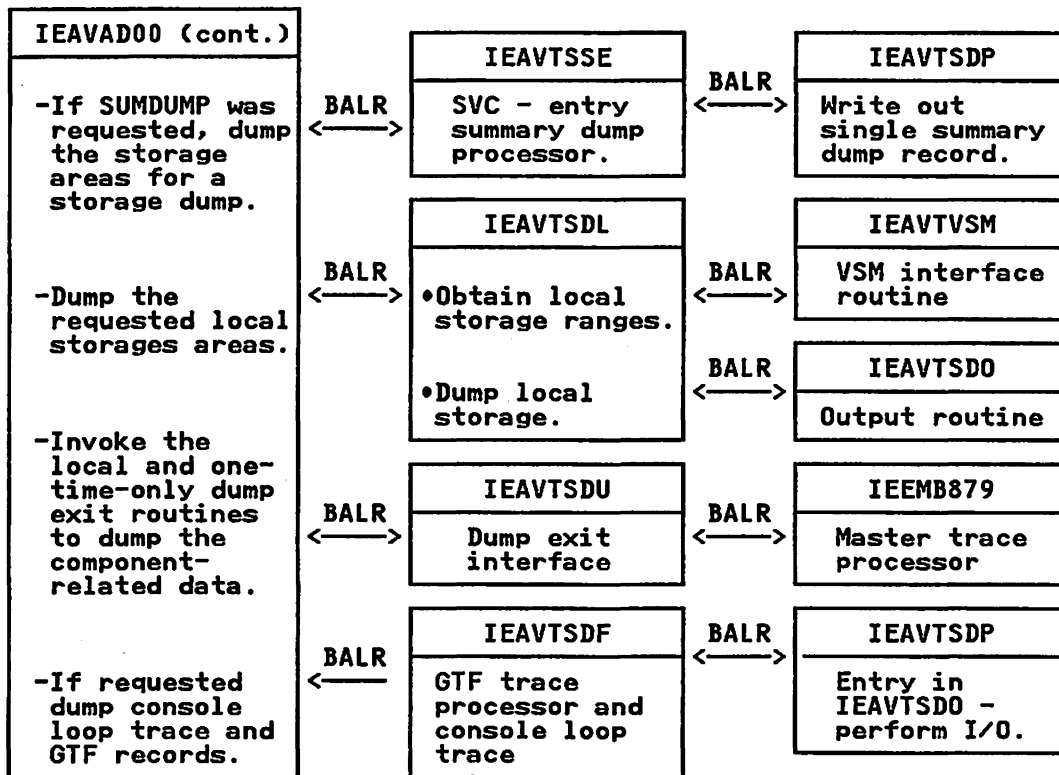 IEAVAD00 (cont.)
-If SUMDUMP was
requested, dump
the storage
areas for a
storage dump.
-Dump the
requested local
storages areas.
-Invoke the
local and one-
time-only dump
exit routines
to dump the
component-
related data.
-If requested
dump console
loop trace and
GTF records.
BALR
BALR
BALR
BALR
IEAVTSSE
SVC - entry
summary dump
processor.
IEAVTSDL
•Obtain local
storage ranges.
•Dump local
storage.
IEAVTSDU
Dump exit
interface
IEAVTSDF
GTF trace
processor and
console loop
trace
BALR
BALR
BALR
BALR
BALR
IEAVTSDP
Write out
single summary
dump record.
IEAVTVSM
VSM interface
routine
IEAVTSDO
Output routine
IEEMB879
Master trace
processor
IEAVTSDP
Entry in
IEAVTSDO -
perform I/O.